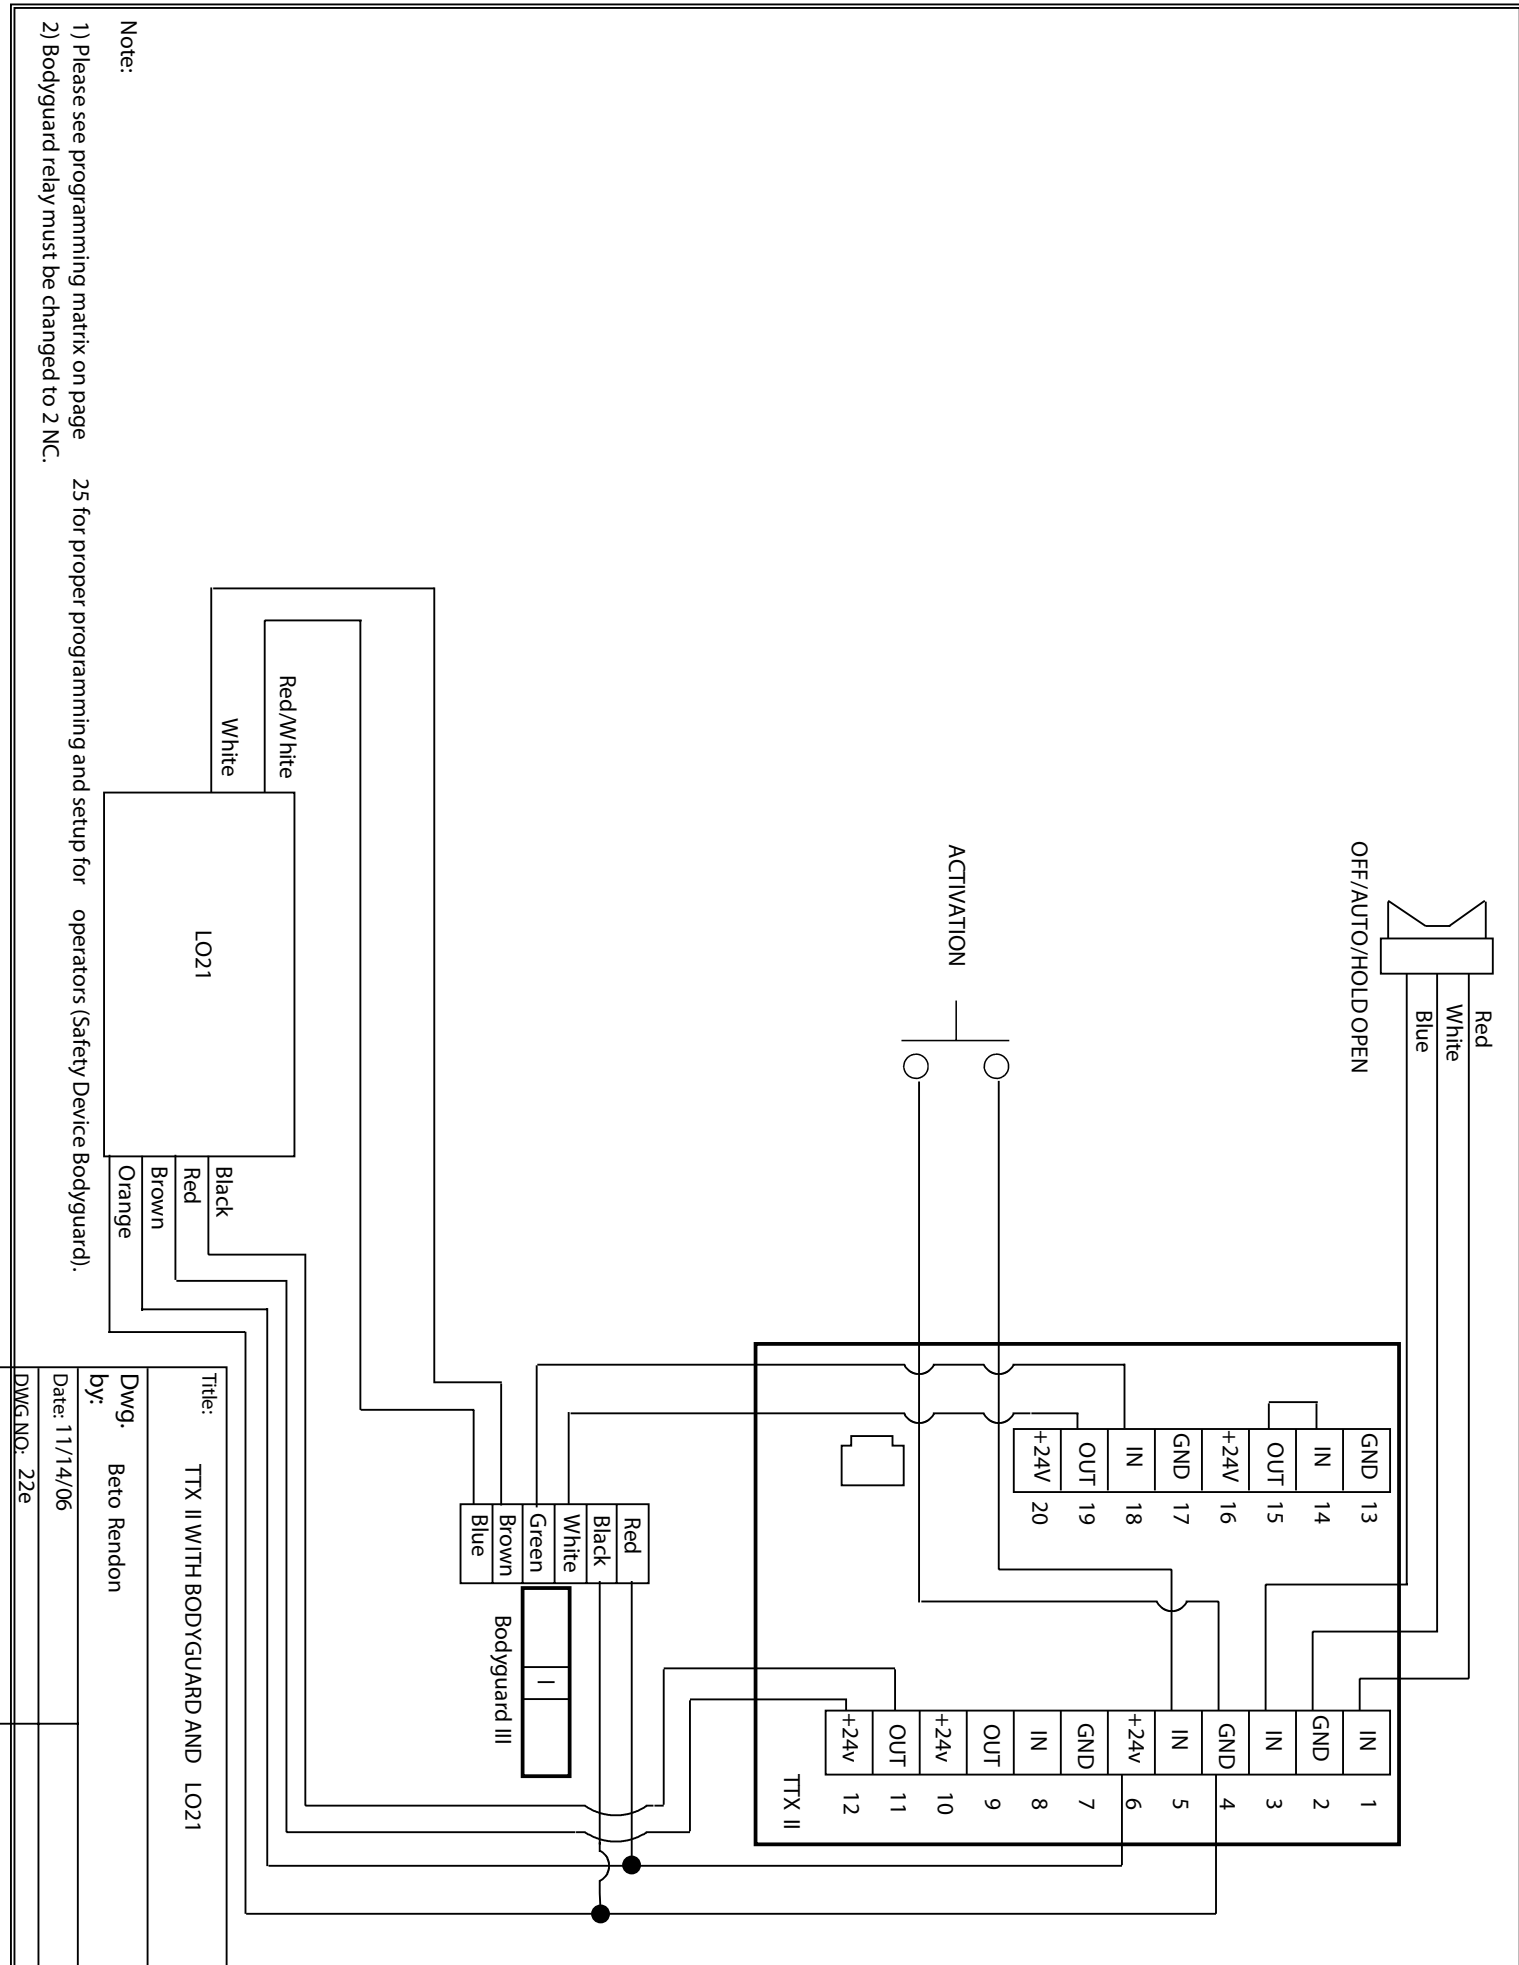 Red
White
Blue
OFF/AUTO/HOLD OPEN
ACTIVATION
GND 13
IN 14
OUT 15
+24V 16
GND 17
IN 18
OUT 19
+24V 20
IN 1
GND 2
IN 3
GND 4
IN 5
+24v 6
GND 7
IN 8
OUT 9
+24v 10
OUT 11
+24v 12
TTX II
Red
Black
White
Green
Brown
Blue
Bodyguard III
Red/White
White
LO21
Black
Red
Brown
Orange
Note:
1) Please see programming matrix on page 25 for proper programming and setup for operators (Safety Device Bodyguard).
2) Bodyguard relay must be changed to 2 NC.
Title: TTX II WITH BODYGUARD AND LO21
Dwg. by: Beto Rendon
Date: 11/14/06
DWG NO: 22e